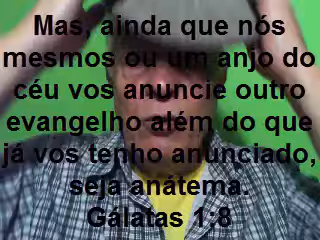 Mas, ainda que nós
mesmos ou um anjo do
céu vos anuncie outro
evangelho além do que
já vos tenho anunciado,
seja anátema.
Gálatas 1:8